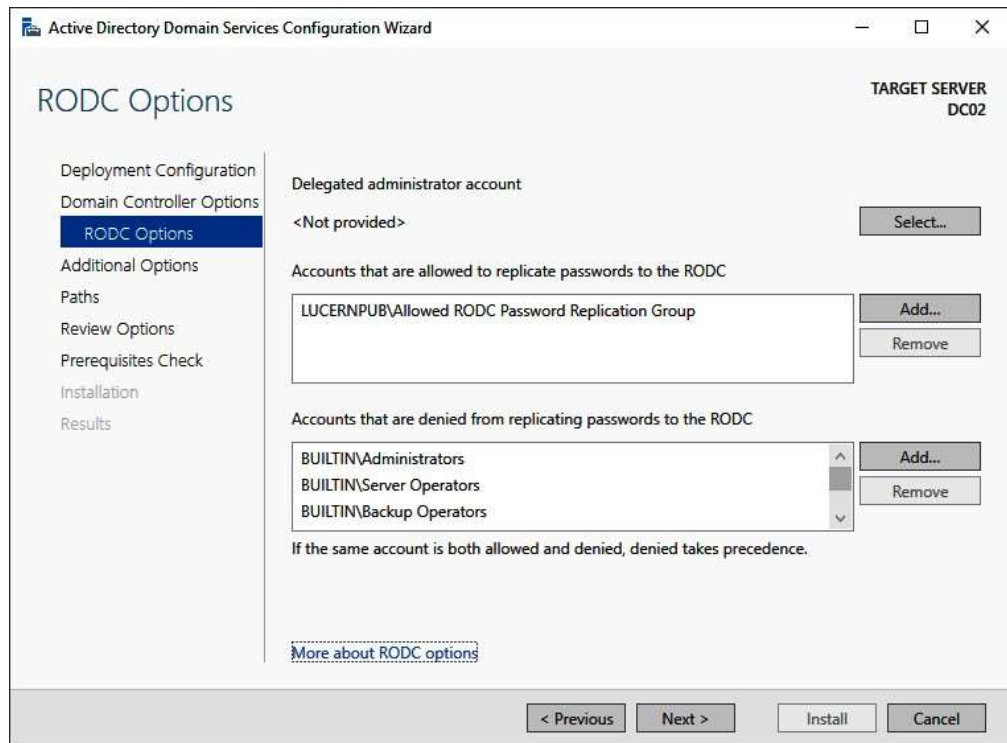 Active Directory Domain Services Configuration Wizard
RODC Options
TARGET SERVER
DC02
Deployment Configuration
Domain Controller Options
RODC Options
Additional Options
Paths
Review Options
Prerequisites Check
Installation
Results
Delegated administrator account
<Not provided>
Select...
Accounts that are allowed to replicate passwords to the RODC
LUCERNPUB\Allowed RODC Password Replication Group
Add...
Remove
Accounts that are denied from replicating passwords to the RODC
BUILTIN\Administrators
BUILTIN\Server Operators
BUILTIN\Backup Operators
Add...
Remove
If the same account is both allowed and denied, denied takes precedence.
More about RODC options
< Previous
Next >
Install
Cancel